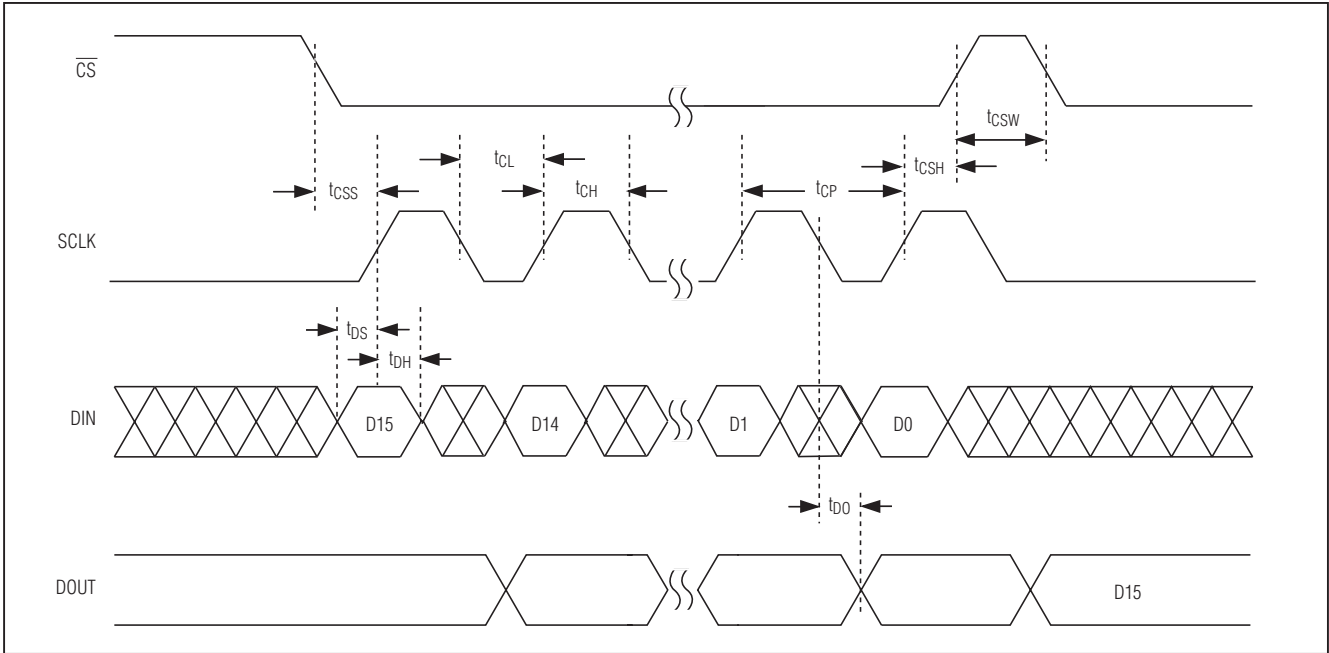 CS
tCSW
tCL
tCSH
tCSS
tCH
tCP
SCLK
tDS
tDH
DIN
D15
D14
D1
D0
tDO
DOUT
D15